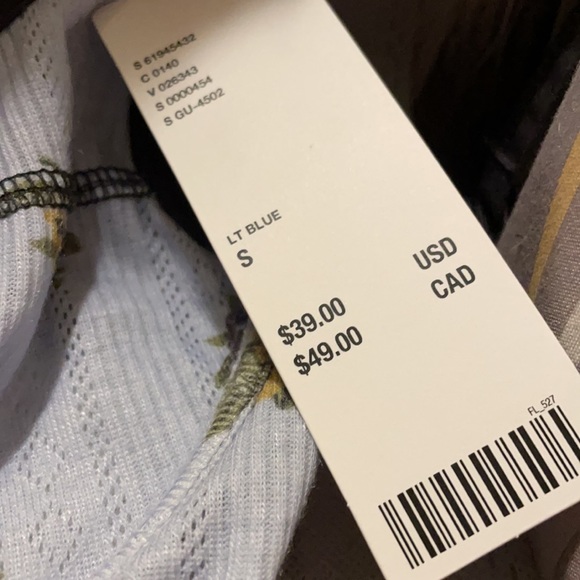 S 61945432
C 0140
V 026343
S 0000454
S GU-4502
LT BLUE
S
$39.00 USD
$49.00 CAD
FL_527